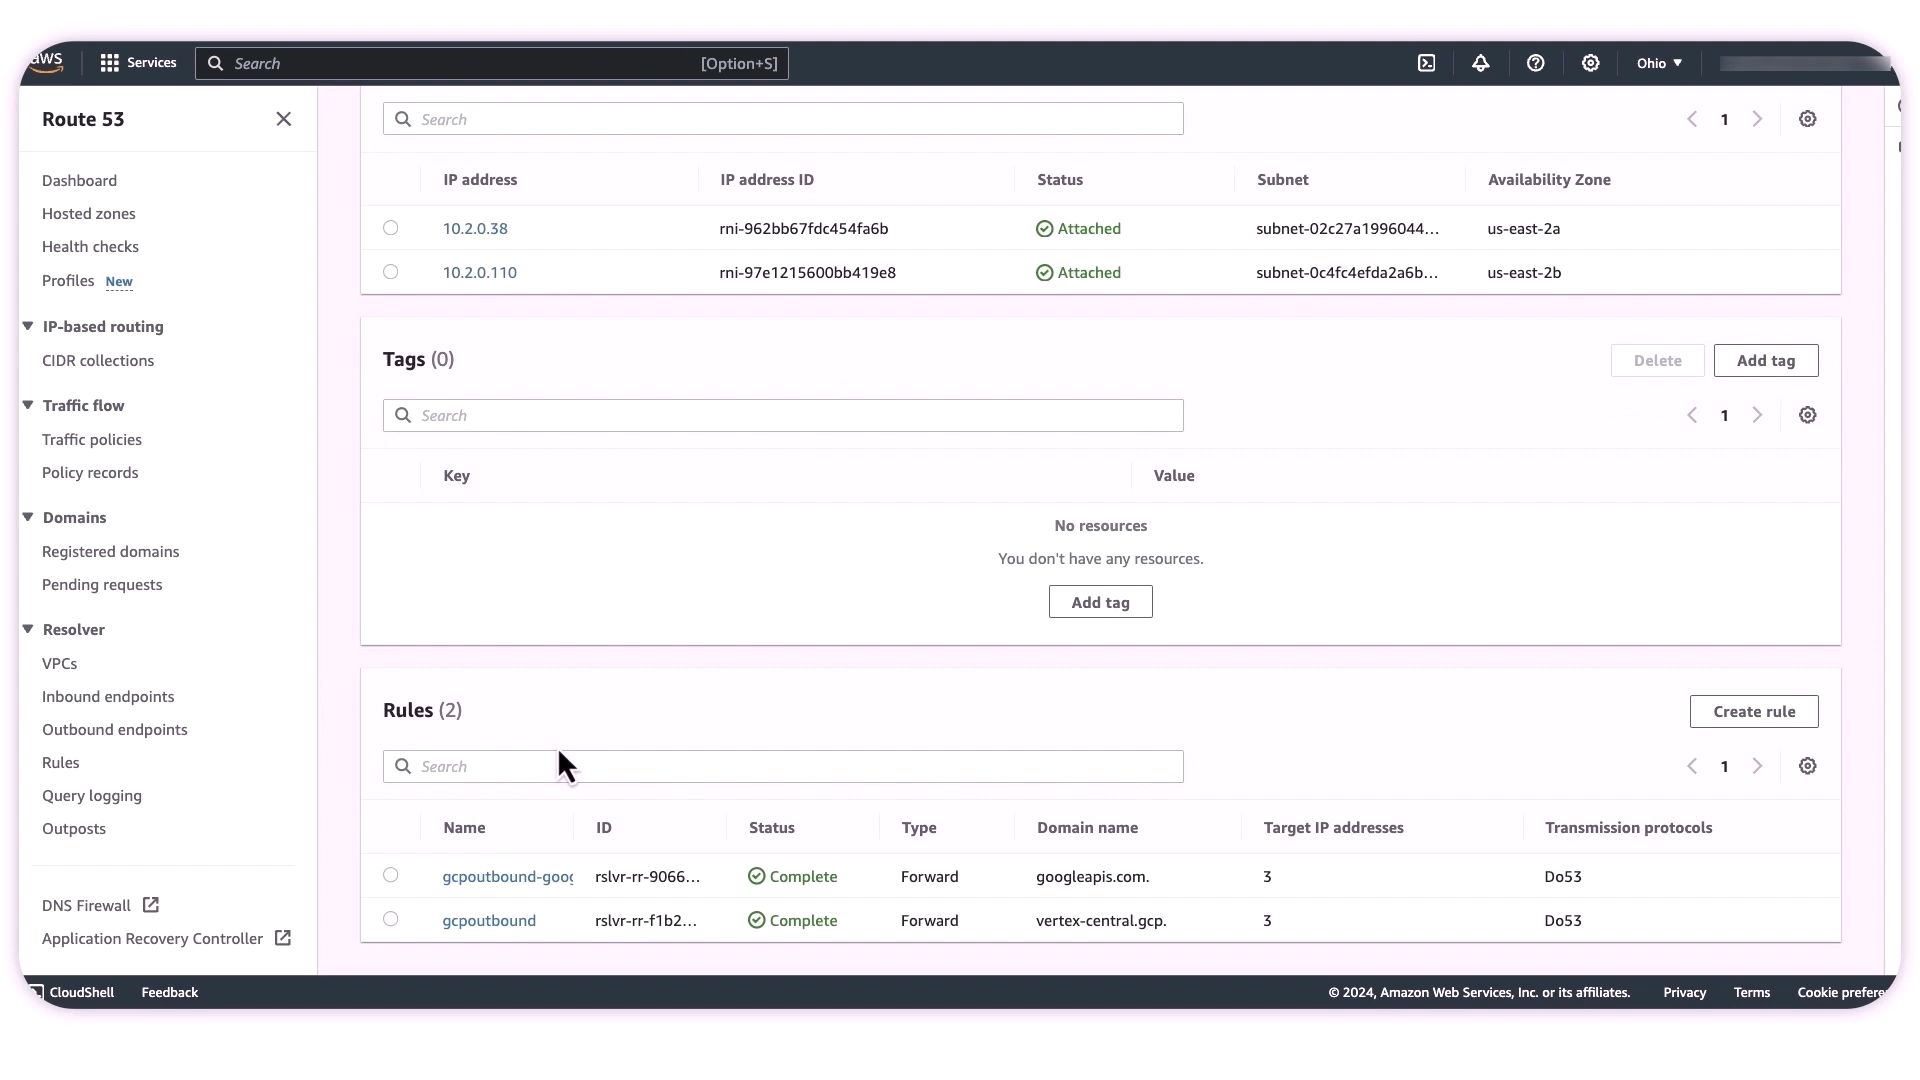 aws
Services
Search [Option+S]
Ohio
Route 53
Dashboard
Hosted zones
Health checks
Profiles New
IP-based routing
CIDR collections
Traffic flow
Traffic policies
Policy records
Domains
Registered domains
Pending requests
Resolver
VPCs
Inbound endpoints
Outbound endpoints
Rules
Query logging
Outposts
DNS Firewall
Application Recovery Controller
Search
1
IP address IP address ID Status Subnet Availability Zone
10.2.0.38 rni-962bb67fdc454fa6b Attached subnet-02c27a1996044... us-east-2a
10.2.0.110 rni-97e1215600bb419e8 Attached subnet-0c4fc4efda2a6b... us-east-2b
Tags (0)
Delete Add tag
Search
1
Key Value
No resources
You don't have any resources.
Add tag
Rules (2)
Create rule
Search
1
Name ID Status Type Domain name Target IP addresses Transmission protocols
gcpoutbound-goog rslvr-rr-9066... Complete Forward googleapis.com. 3 Do53
gcpoutbound rslvr-rr-f1b2... Complete Forward vertex-central.gcp. 3 Do53
CloudShell Feedback
© 2024, Amazon Web Services, Inc. or its affiliates. Privacy Terms Cookie prefere